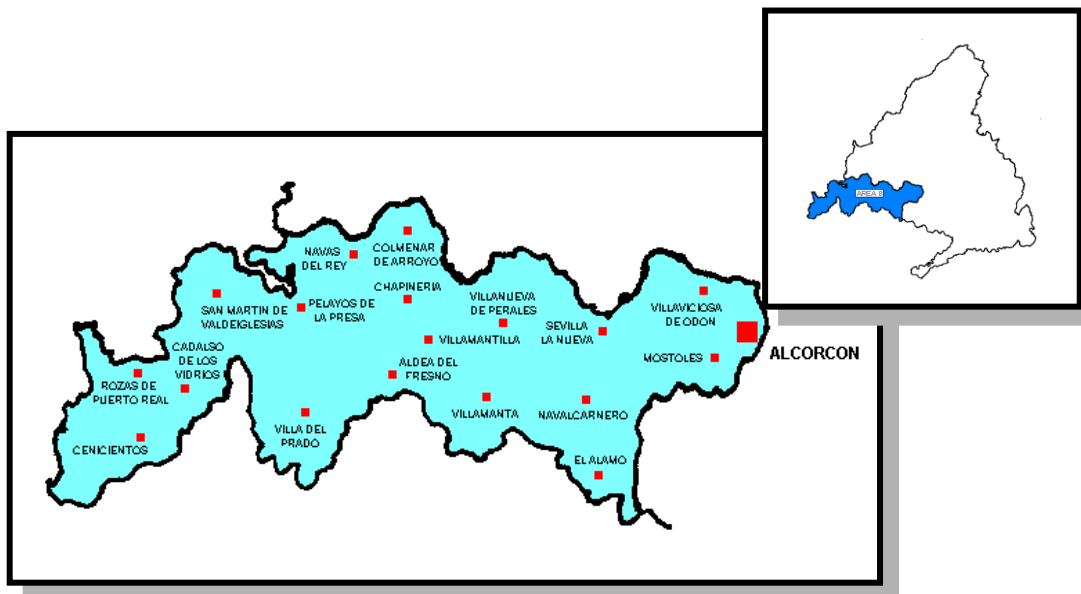 AREA 8
NAVAS
DEL REY
COLMENAR
DE ARROYO
CHAPINERIA
SAN MARTIN DE
VALDEIGLESIAS
PELAYOS DE
LA PRESA
VILLANUEVA
DE PERALES
VILLAMANTILLA
SEVILLA
LA NUEVA
VILLAVICIOSA
DE ODON
MOSTOLES
ALCORCON
CADALSO
DE LOS
VIDRIOS
ROZAS DE
PUERTO REAL
CENICIENTOS
ALDEA DEL
FRESNO
VILLA DEL
PRADO
VILLAMANTA
NAVALCARNERO
EL ALAMO